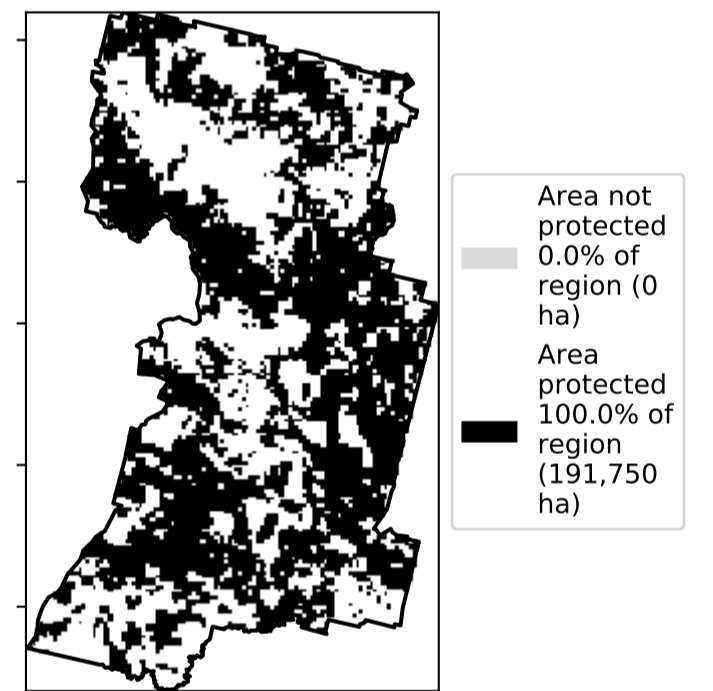 Area not
protected
0.0% of
region (0
ha)
Area
protected
100.0% of
region
(191,750
ha)